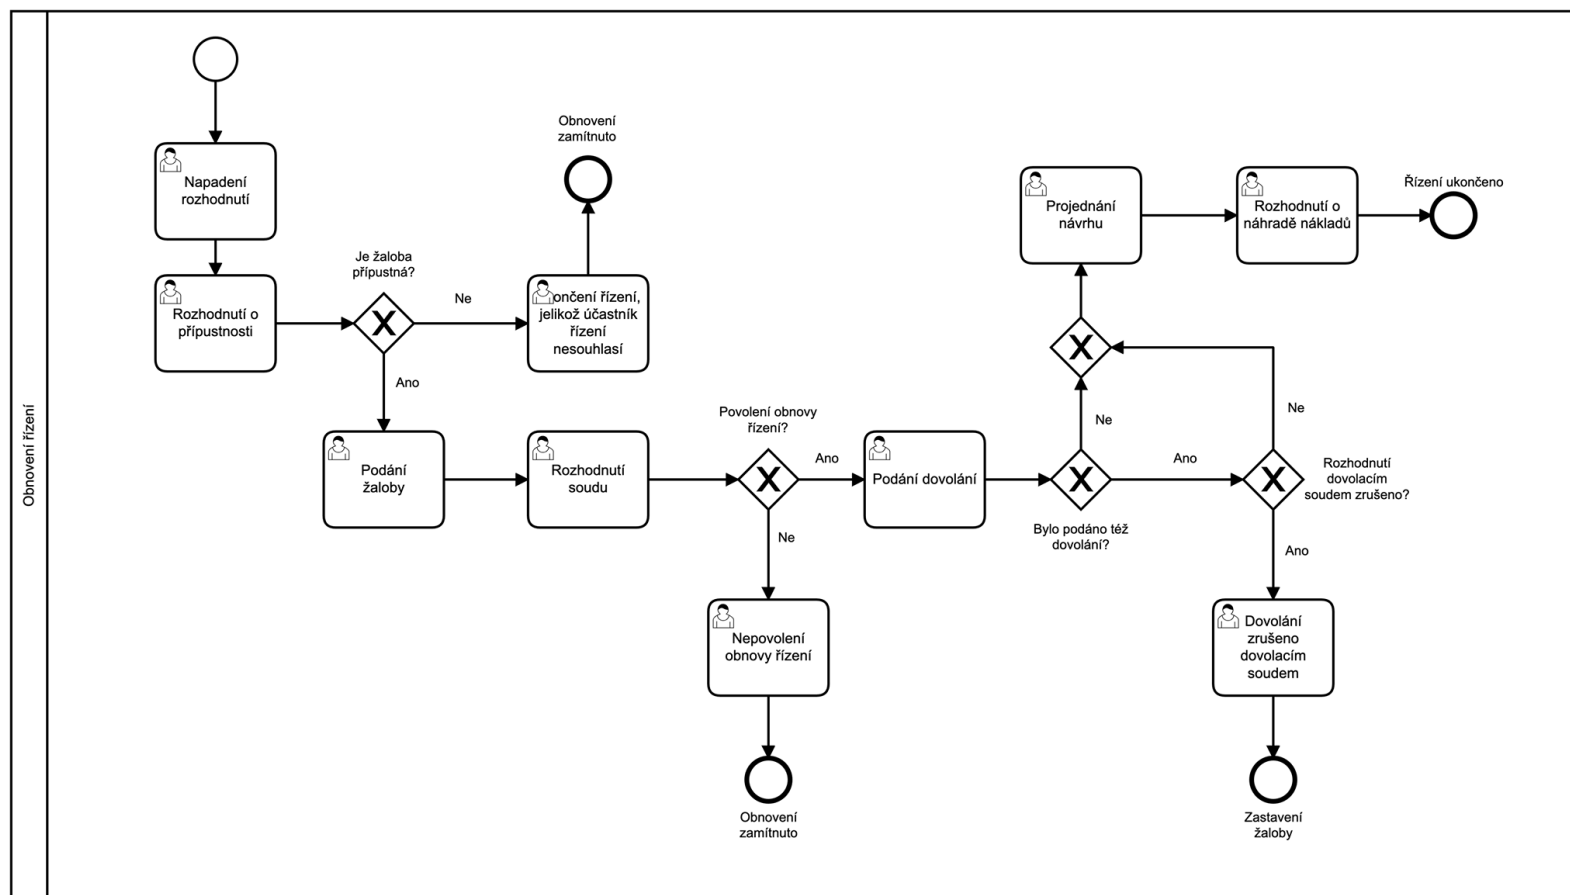 Obnovení řízení
Napadení
rozhodnutí
Rozhodnutí o
přípustnosti
Je žaloba
přípustná?
Ne
Ano
ončení řízení,
jelikož účastník
řízení
nesouhlasí
Obnovení
zamítnuto
Podání
žaloby
Rozhodnutí
soudu
Povolení obnovy
řízení?
Ano
Ne
Nepovolení
obnovy řízení
Obnovení
zamítnuto
Podání dovolání
Bylo podáno též
dovolání?
Ne
Ano
Rozhodnutí
dovolacím
soudem zrušeno?
Ne
Ano
Dovolání
zrušeno
dovolacím
soudem
Zastavení
žaloby
Projednání
návrhu
Rozhodnutí o
náhradě nákladů
Řízení ukončeno